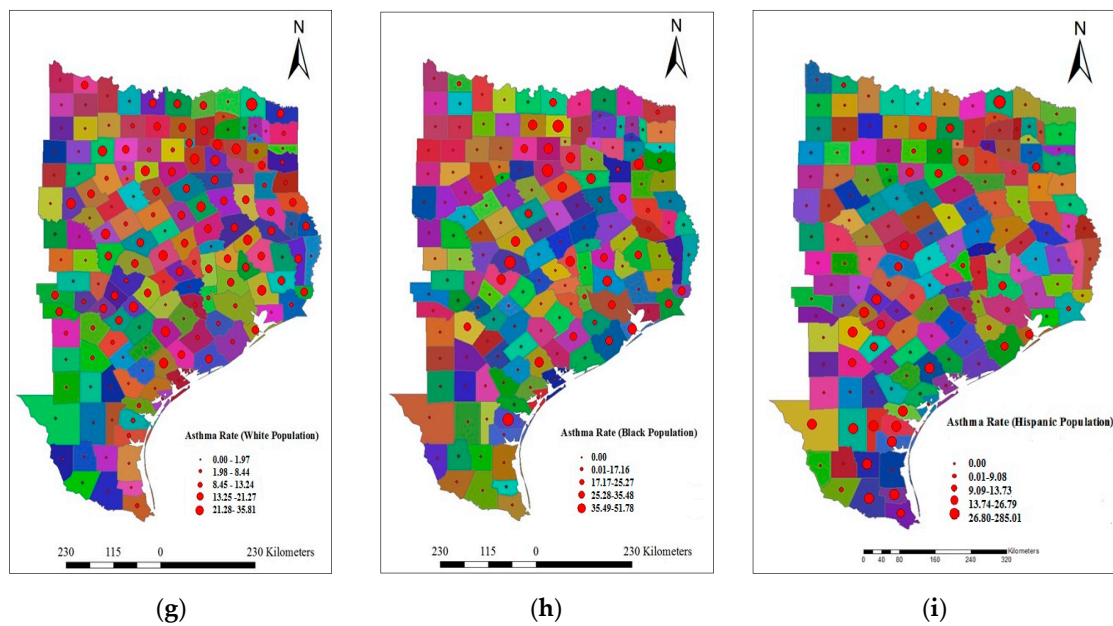 N
Asthma Rate (White Population)
0.00 - 1.97
1.98 - 8.44
8.45 - 13.24
13.25 -21.27
21.28- 35.81
230 115 0 230 Kilometers
(g)
N
Asthma Rate (Black Population)
0.00
0.01-17.16
17.17-25.27
25.28-35.48
35.49-51.78
230 115 0 230 Kilometers
(h)
N
Asthma Rate (Hispanic Population)
0.00
0.01-9.08
9.09-13.73
13.74-26.79
26.80-285.01
Kilometers
0 40 80 160 240 320
(i)